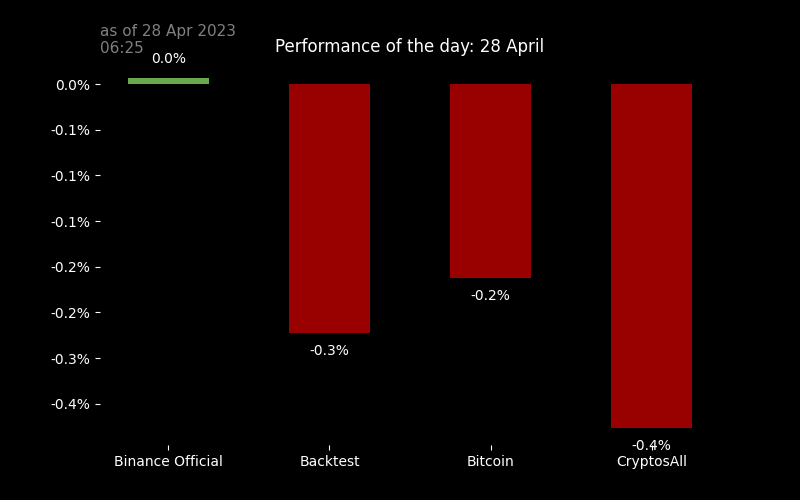 as of 28 Apr 2023
06:25
Performance of the day: 28 April
0.0%
0.0%
-0.1%
-0.1%
-0.1%
-0.2%
-0.2%
-0.3%
-0.4%
-0.3%
-0.2%
-0.4%
Binance Official
Backtest
Bitcoin
CryptosAll